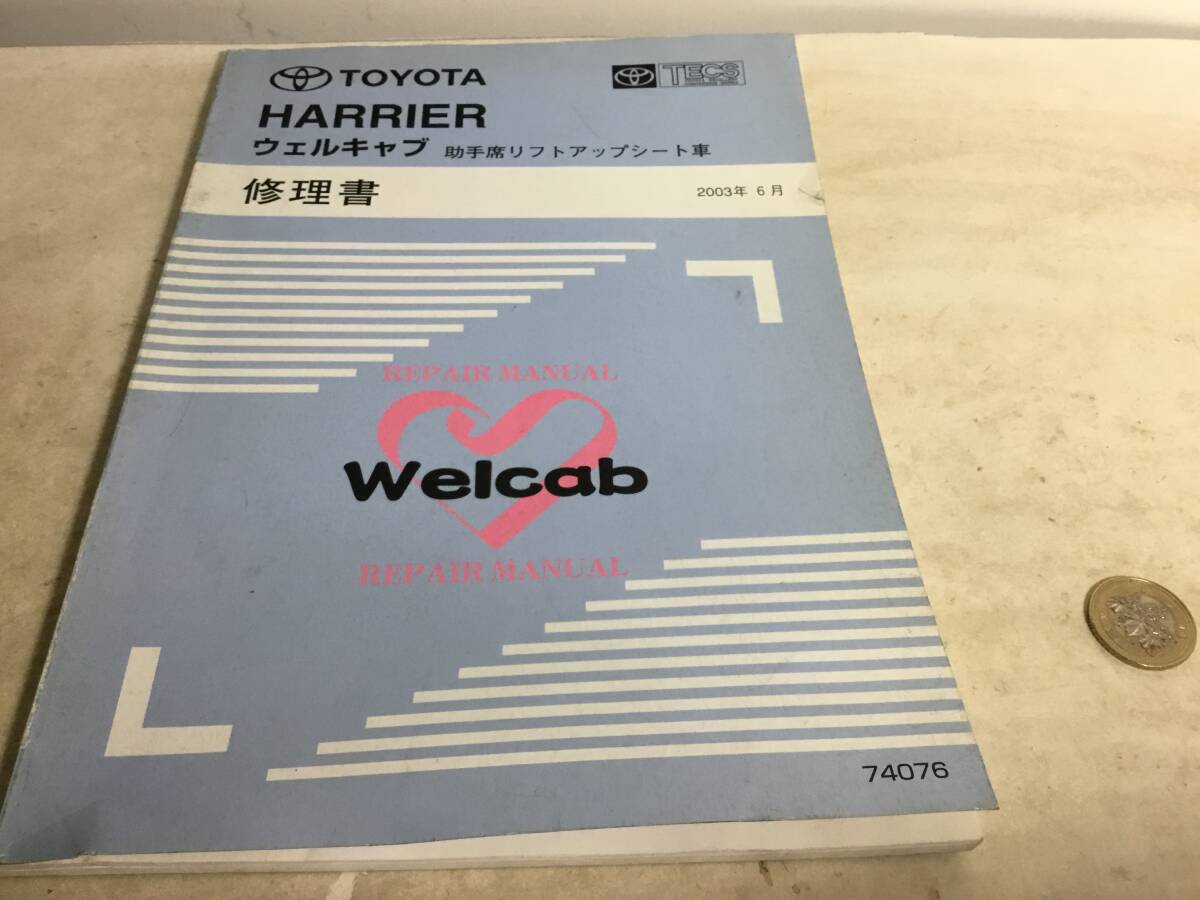 TOYOTA
TECS
HARRIER
ウェルキャブ 助手席リフトアップシート車
修理書
2003年 6月
REPAIR MANUAL
Welcab
REPAIR MANUAL
74076